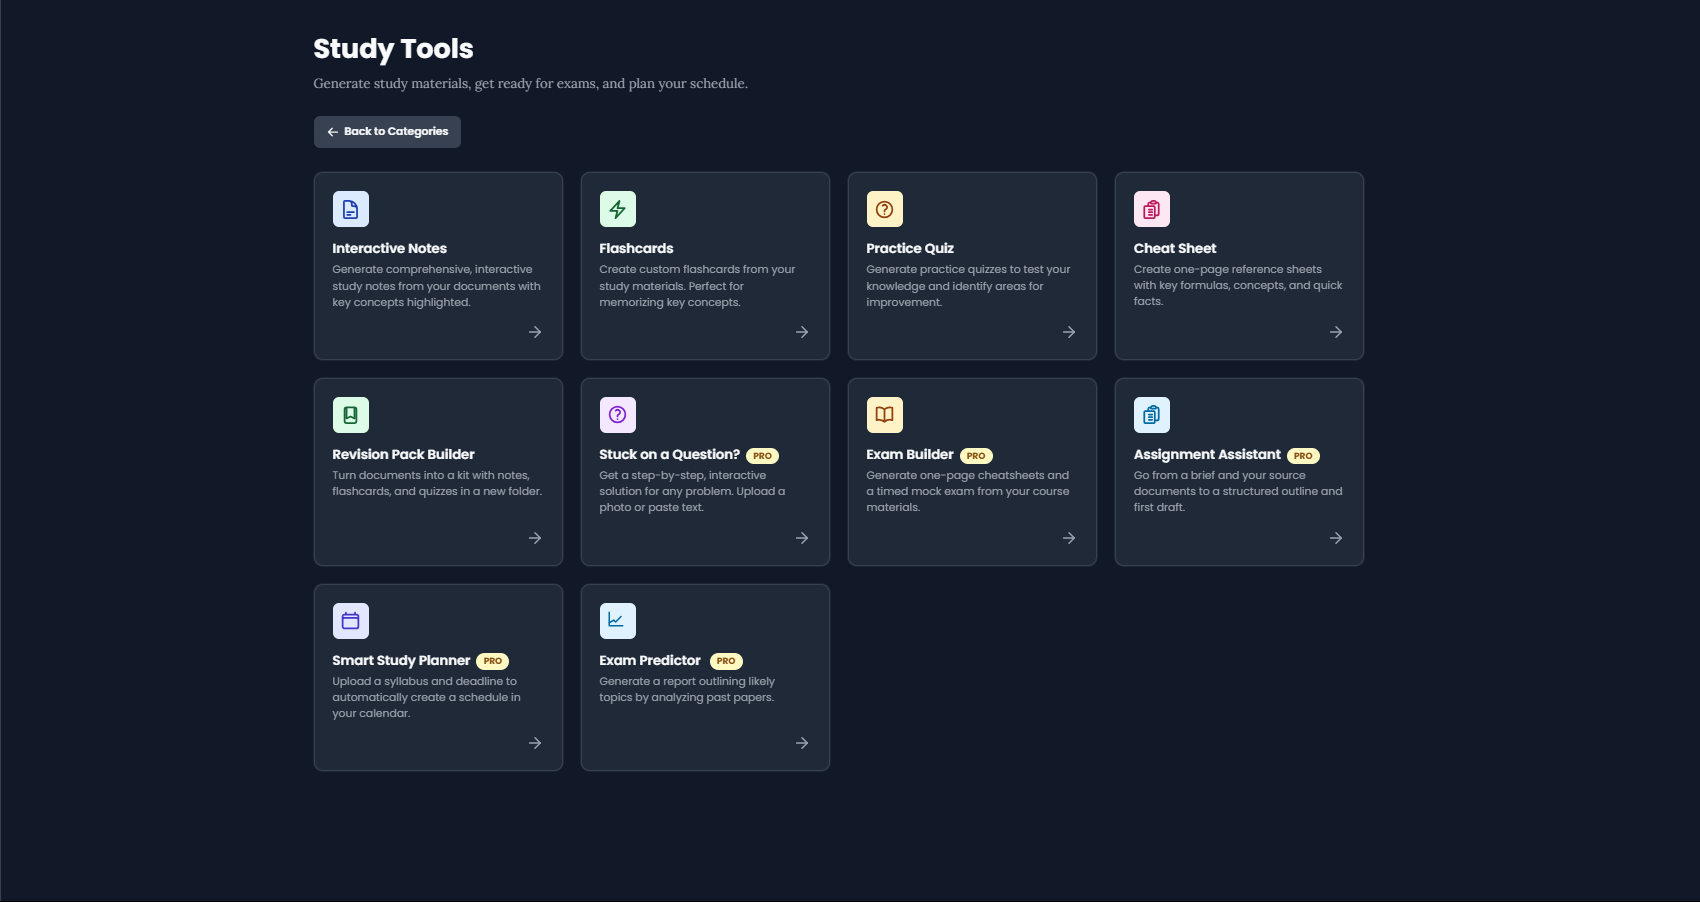 Study Tools
Generate study materials, get ready for exams, and plan your schedule.
← Back to Categories
Interactive Notes
Generate comprehensive, interactive
study notes from your documents with
key concepts highlighted.
Flashcards
Create custom flashcards from your
study materials. Perfect for
memorizing key concepts.
Practice Quiz
Generate practice quizzes to test your
knowledge and identify areas for
improvement.
Cheat Sheet
Create one-page reference sheets
with key formulas, concepts, and quick
facts.
Revision Pack Builder
Turn documents into a kit with notes,
flashcards, and quizzes in a new folder.
Stuck on a Question? PRO
Get a step-by-step, interactive
solution for any problem. Upload a
photo or paste text.
Exam Builder PRO
Generate one-page cheatsheets and
a timed mock exam from your course
materials.
Assignment Assistant PRO
Go from a brief and your source
documents to a structured outline and
first draft.
Smart Study Planner PRO
Upload a syllabus and deadline to
automatically create a schedule in
your calendar.
Exam Predictor PRO
Generate a report outlining likely
topics by analyzing past papers.